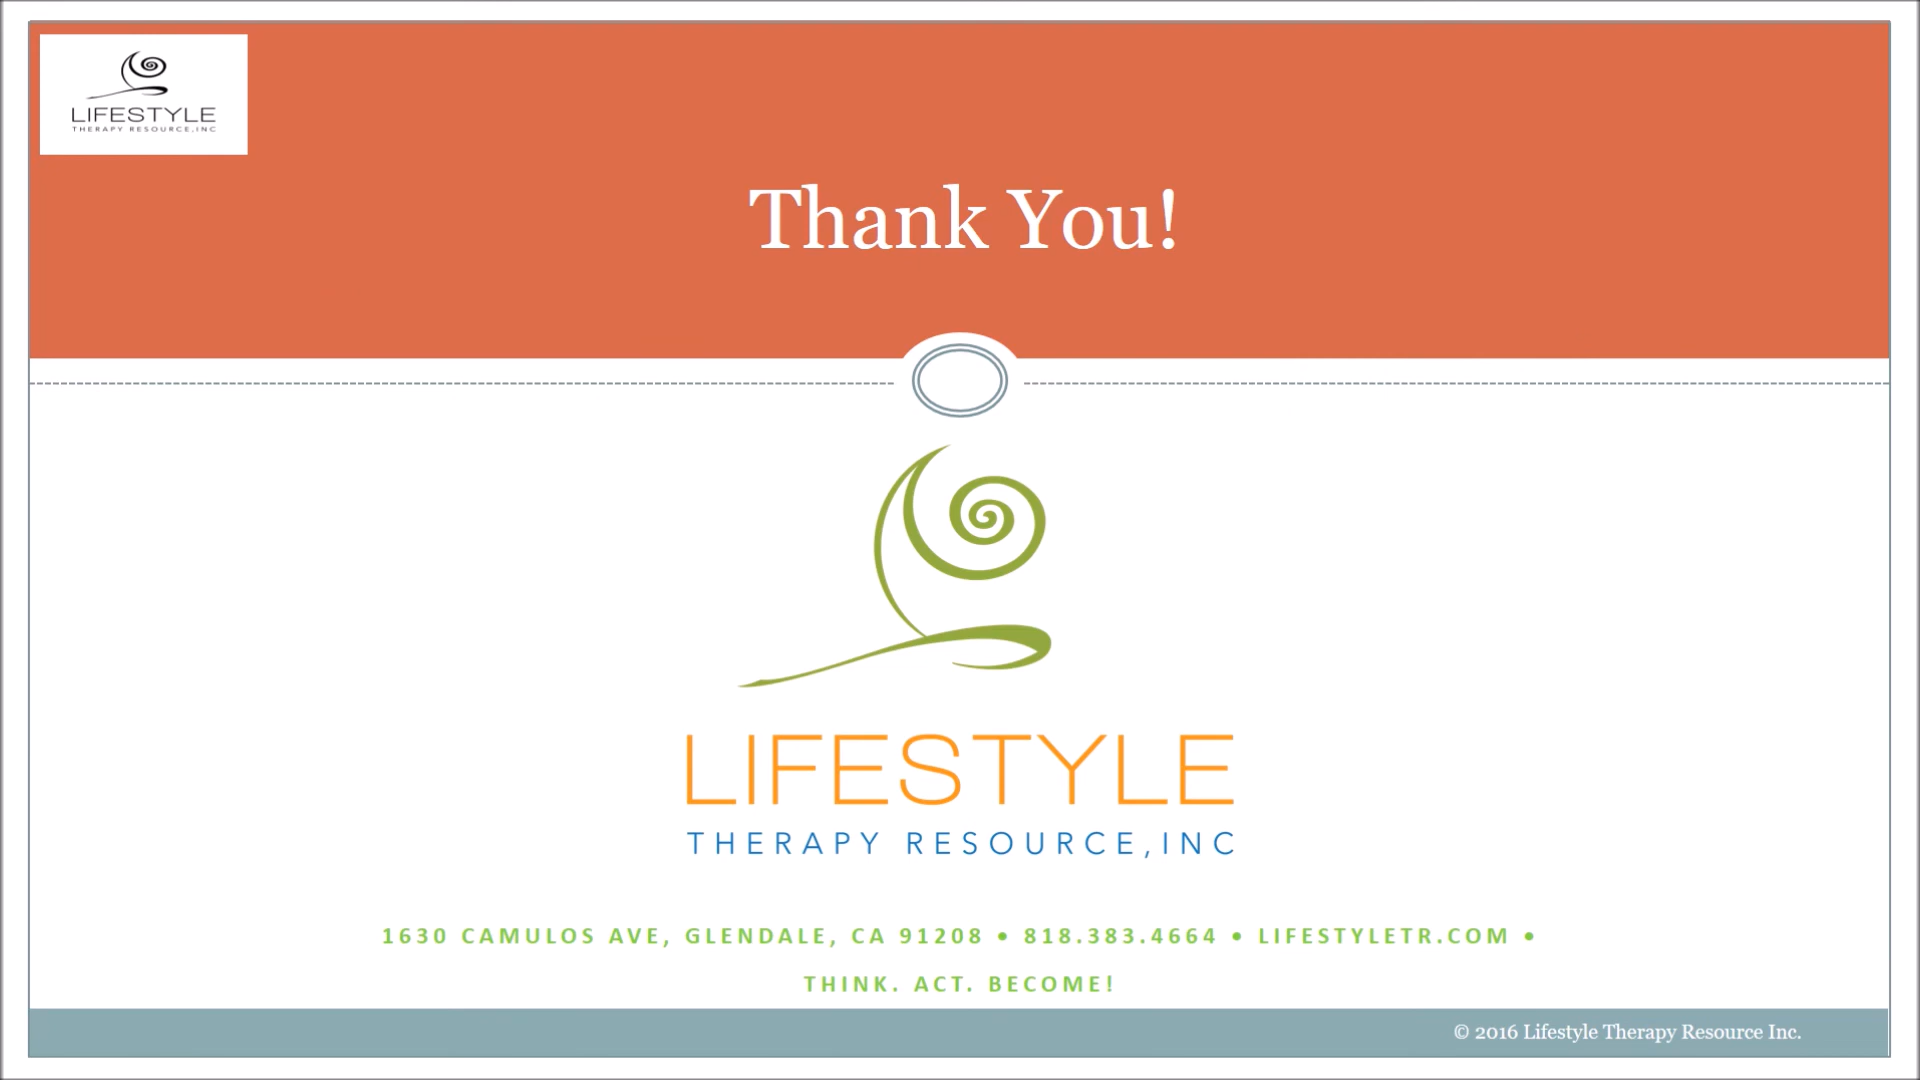 LIFESTYLE
THERAPY RESOURCE,INC
Thank You!
LIFESTYLE
THERAPY RESOURCE,INC
1630 CAMULOS AVE, GLENDALE, CA 91208 • 818.383.4664 • LIFESTYLETR.COM •
THINK. ACT. BECOME!
© 2016 Lifestyle Therapy Resource Inc.